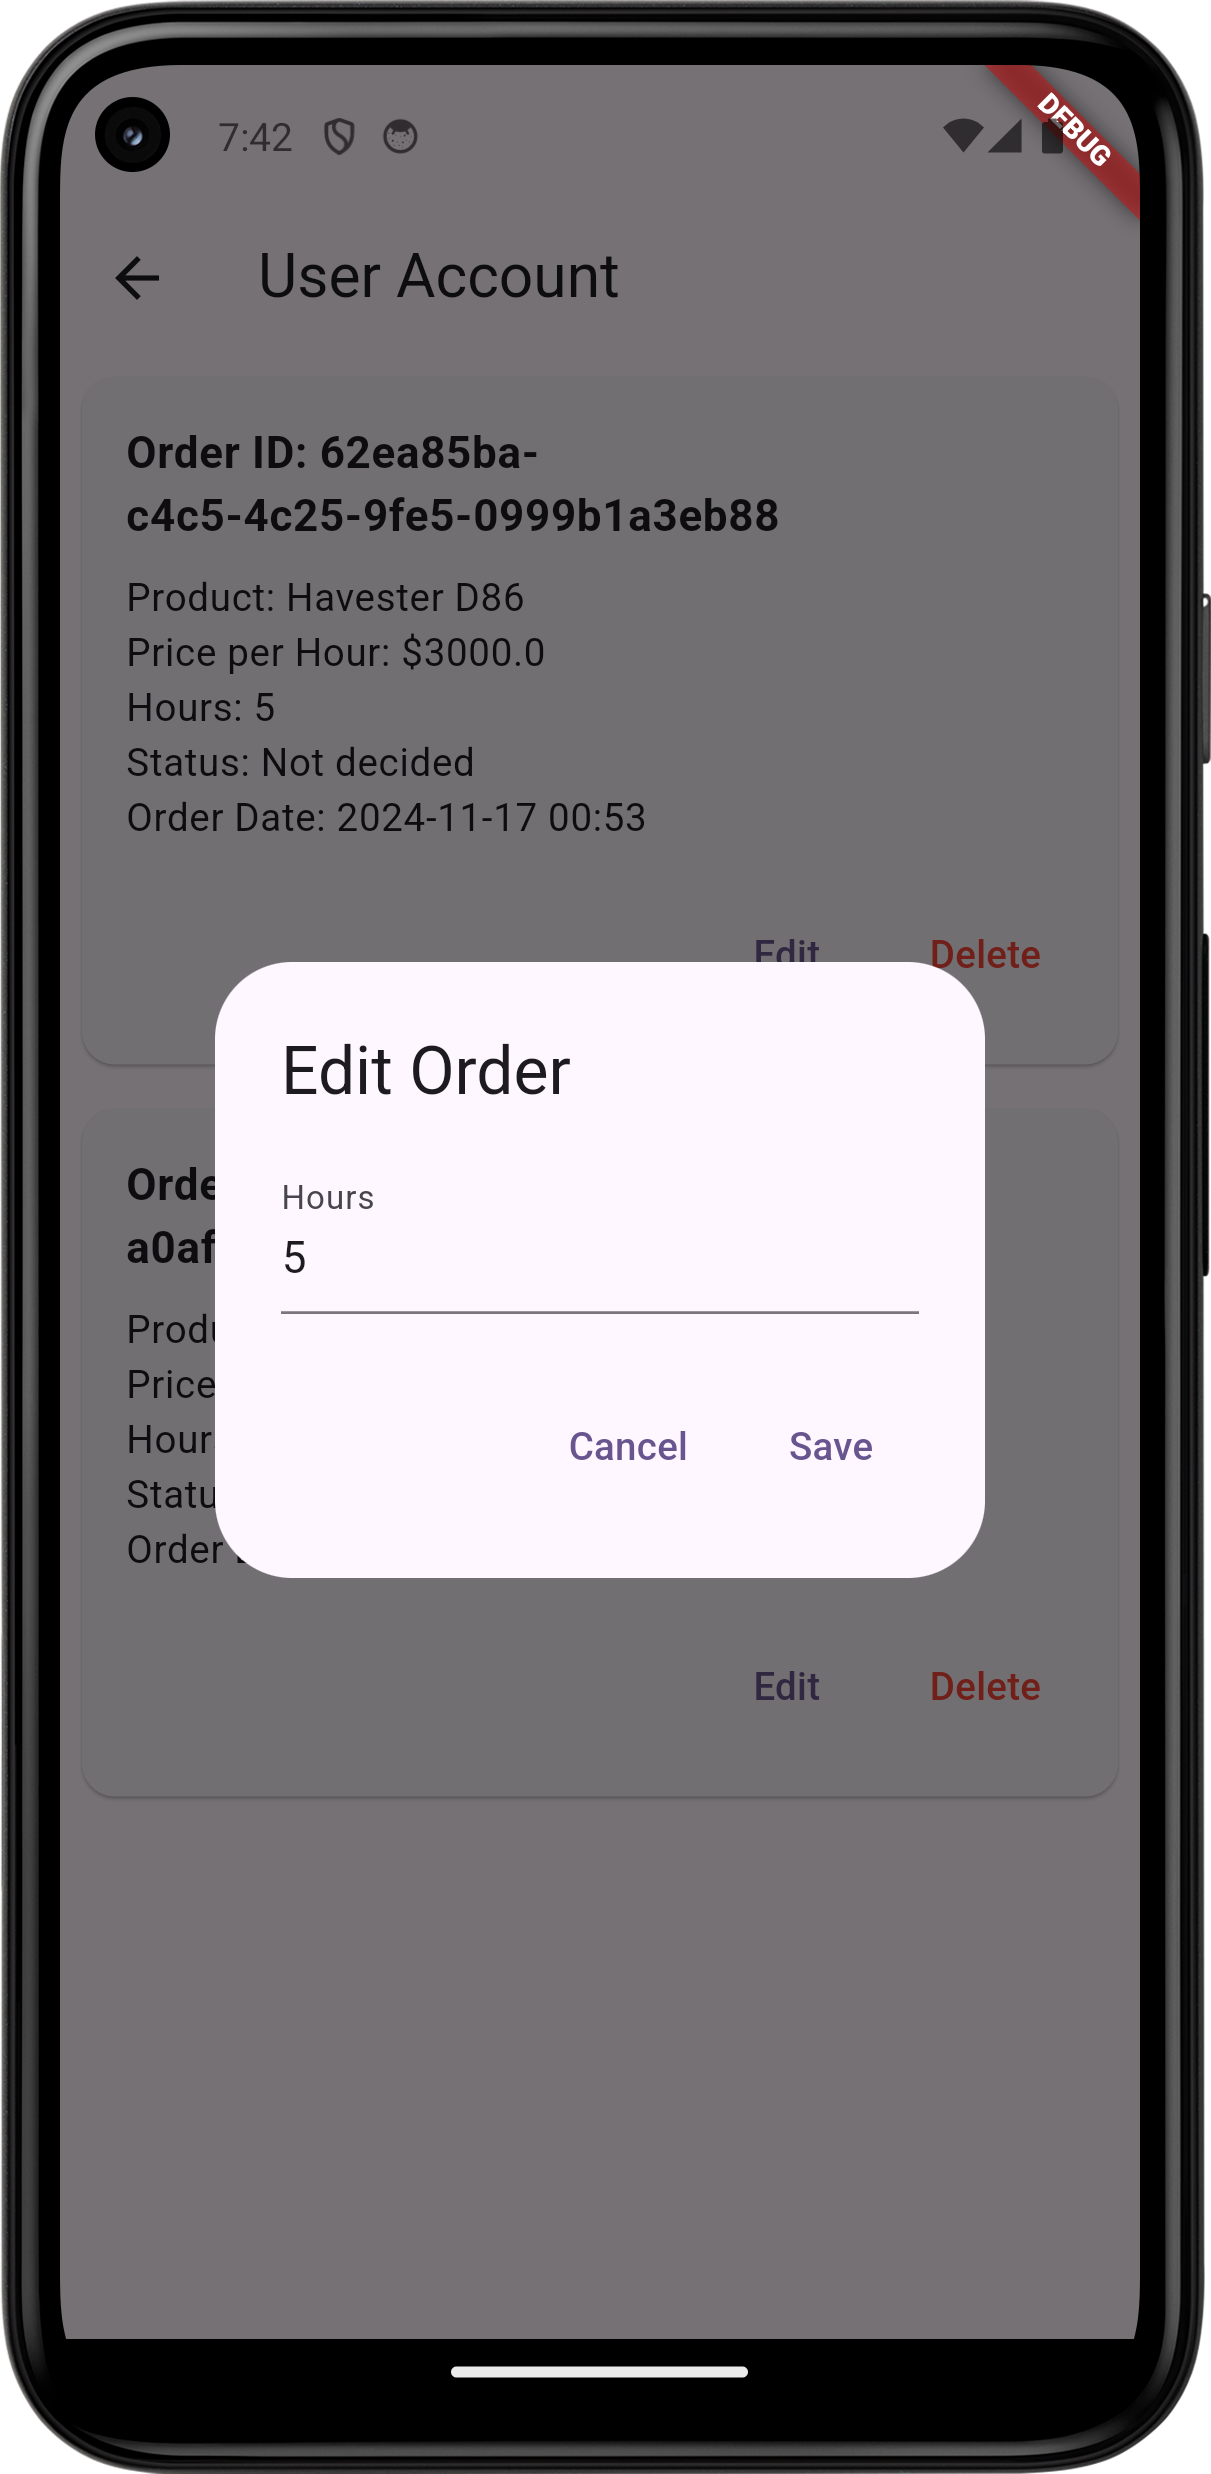 7:42
DEBUG
User Account
Order ID: 62ea85ba-
c4c5-4c25-9fe5-0999b1a3eb88
Product: Havester D86
Price per Hour: $3000.0
Hours: 5
Status: Not decided
Order Date: 2024-11-17 00:53
Edit Delete
Edit Order
Hours
5
Cancel Save
Orde
a0af
Produ
Price
Hour
Statu
Order
Edit Delete